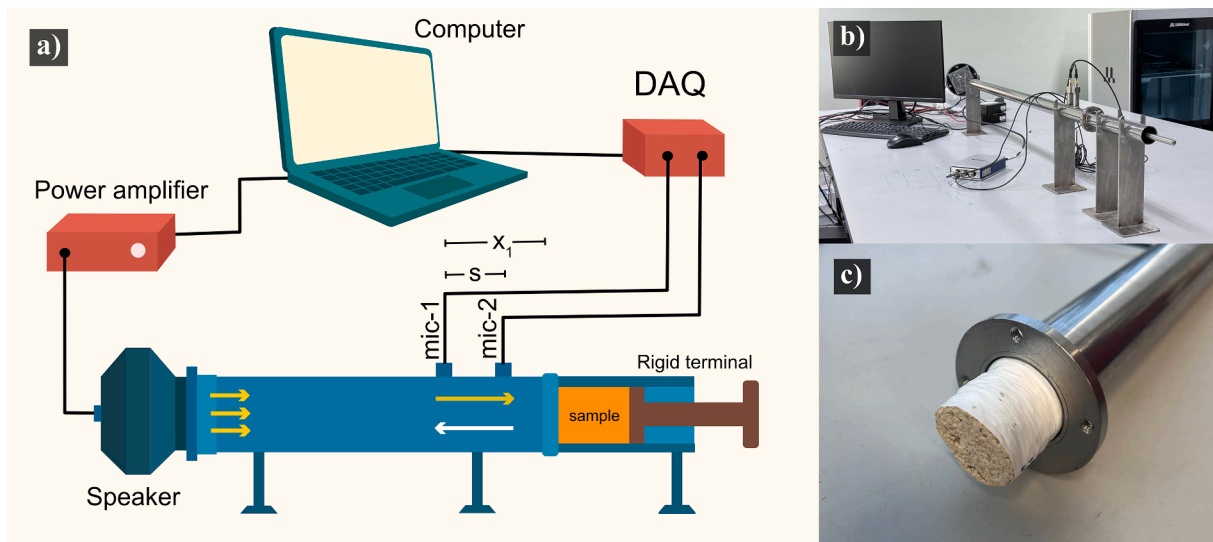 a)
Computer
DAQ
Power amplifier
x1
s
mic-1
mic-2
Rigid terminal
sample
Speaker
b)
c)